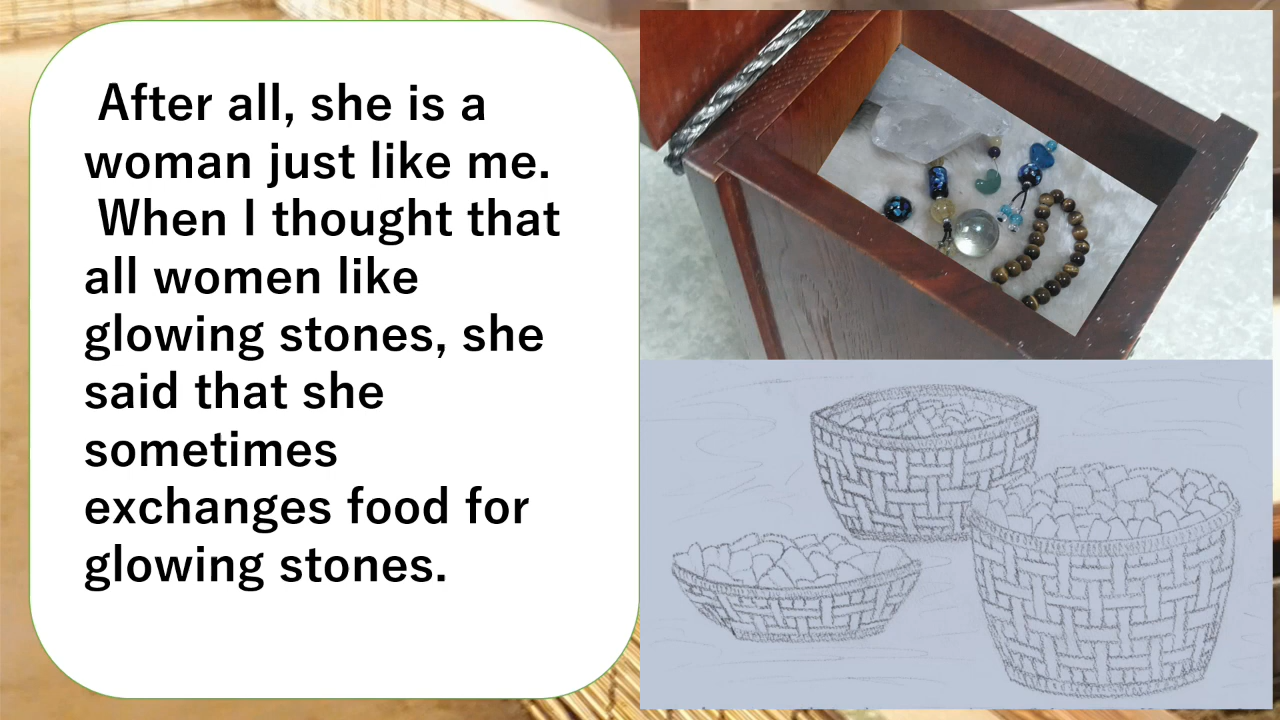 After all, she is a
woman just like me.
When I thought that
all women like
glowing stones, she
said that she
sometimes
exchanges food for
glowing stones.